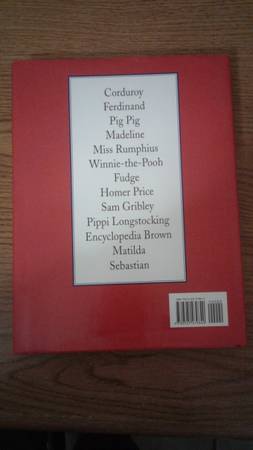 Corduroy
Ferdinand
Pig Pig
Madeline
Miss Rumphius
Winnie-the-Pooh
Fudge
Homer Price
Sam Gribley
Pippi Longstocking
Encyclopedia Brown
Matilda
Sebastian